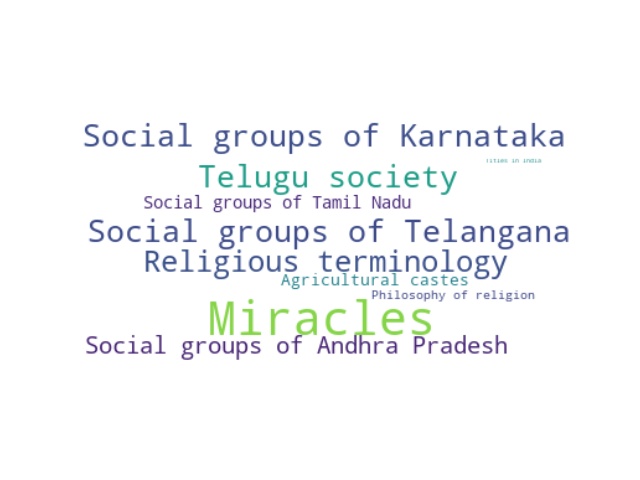 Social groups of Karnataka
Titles in India
Telugu society
Social groups of Tamil Nadu
Social groups of Telangana
Religious terminology
Agricultural castes
Philosophy of religion
Miracles
Social groups of Andhra Pradesh